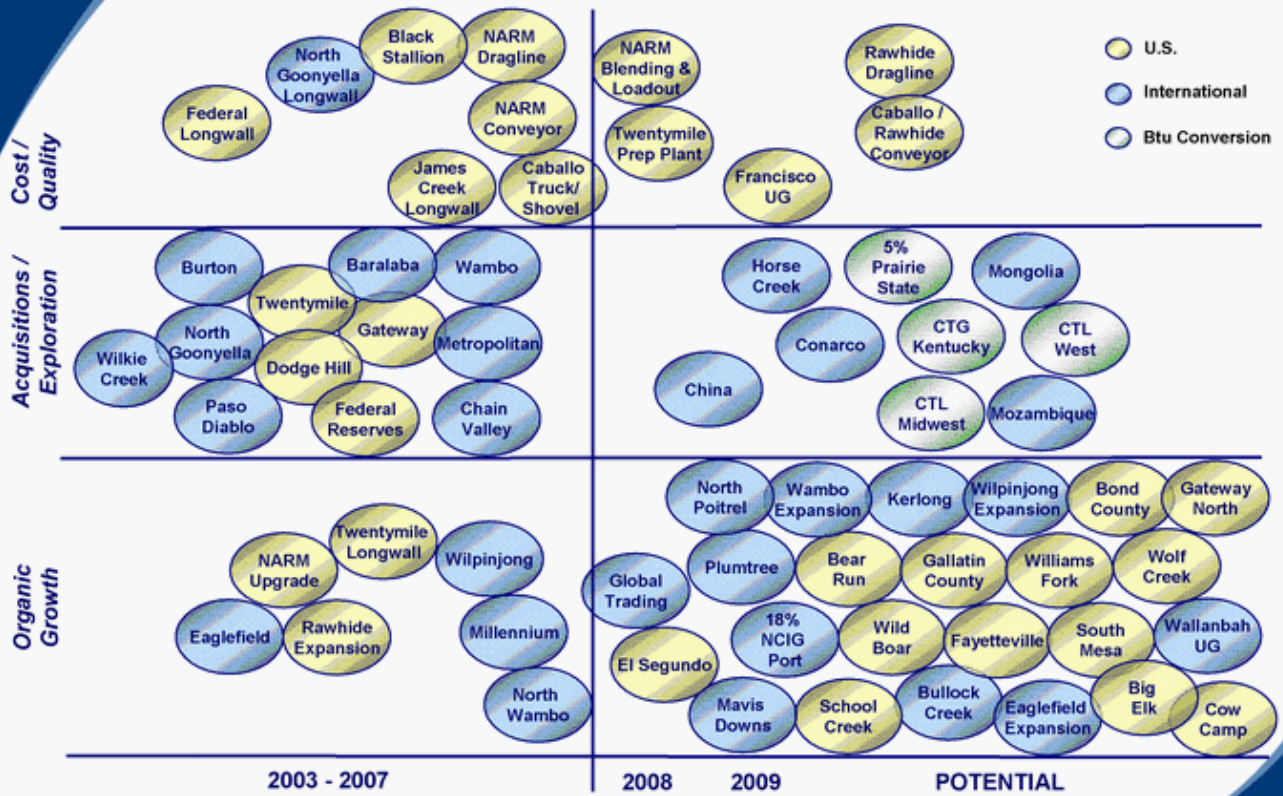 U.S.
International
Btu Conversion
Cost /
Quality
Federal
Longwall
North
Goonyella
Longwall
Black
Stallion
NARM
Dragline
NARM
Conveyor
James
Creek
Longwall
Caballo
Truck/
Shovel
NARM
Blending &
Loadout
Twentymile
Prep Plant
Francisco
UG
Rawhide
Dragline
Caballo /
Rawhide
Conveyor
Acquisitions /
Exploration
Wilkie
Creek
Burton
North
Goonyella
Paso
Diablo
Twentymile
Dodge Hill
Federal
Reserves
Baralaba
Gateway
Wambo
Metropolitan
Chain
Valley
China
Horse
Creek
Conarco
5%
Prairie
State
CTG
Kentucky
CTL
Midwest
Mongolia
CTL
West
Mozambique
Organic
Growth
Eaglefield
NARM
Upgrade
Rawhide
Expansion
Twentymile
Longwall
Wilpinjong
Millennium
North
Wambo
Global
Trading
El Segundo
North
Poitrel
Wambo
Expansion
Kerlong
Wilpinjong
Expansion
Bond
County
Gateway
North
Plumtree
Bear
Run
Gallatin
County
Williams
Fork
Wolf
Creek
18%
NCIG
Port
Wild
Boar
Fayetteville
South
Mesa
Wallanbah
UG
Mavis
Downs
School
Creek
Bullock
Creek
Eaglefield
Expansion
Big
Elk
Cow
Camp
2003 - 2007
2008
2009
POTENTIAL